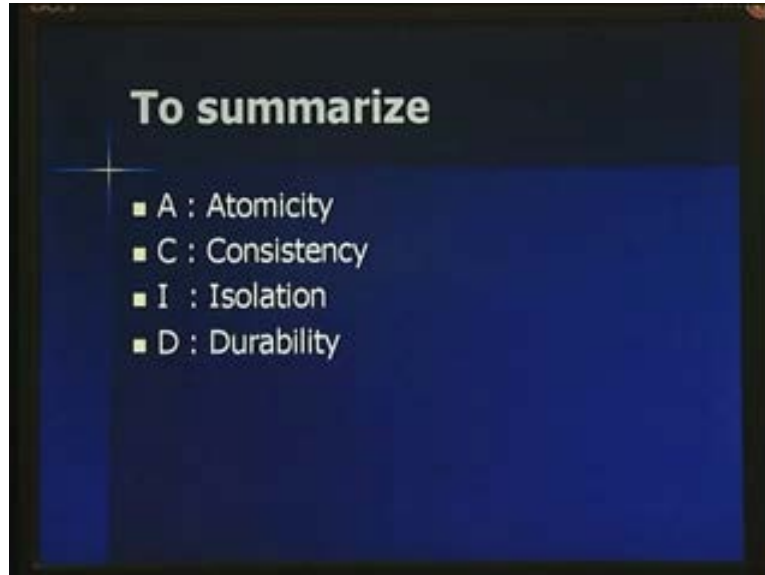 To summarize
A : Atomicity
C : Consistency
I : Isolation
D : Durability